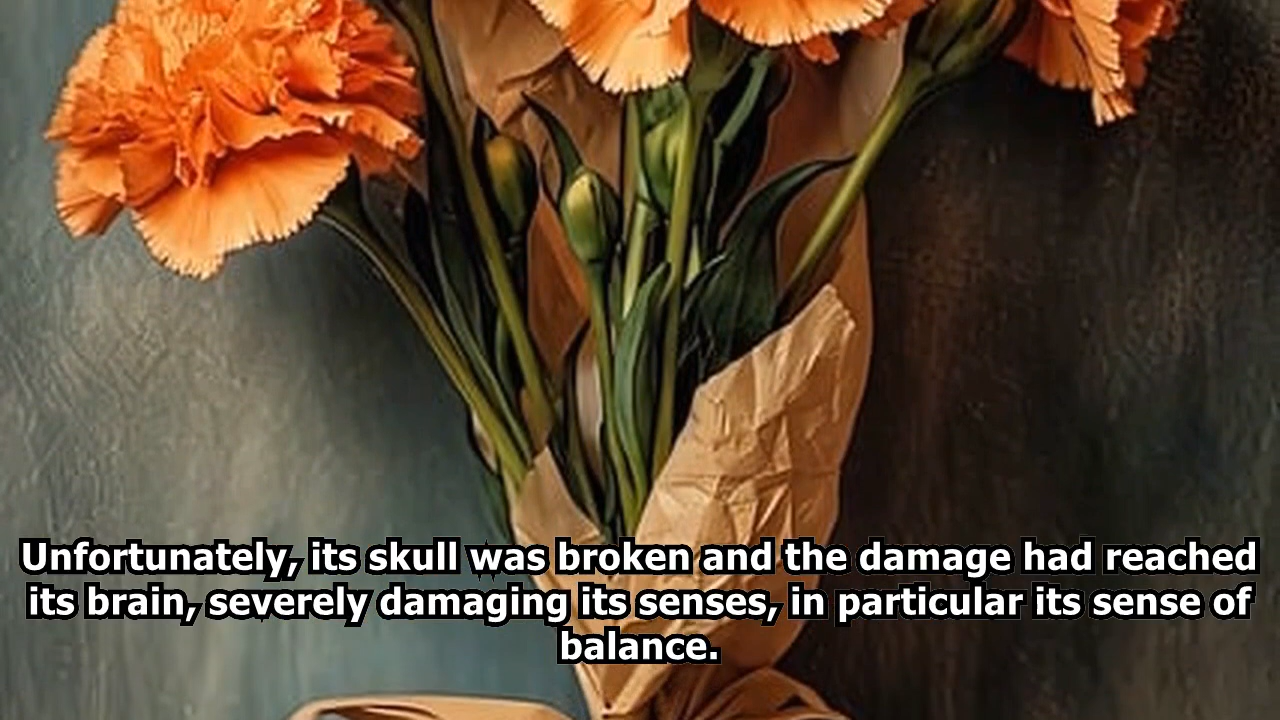 Unfortunately, its skull was broken and the damage had reached
its brain, severely damaging its senses, in particular its sense of
balance.